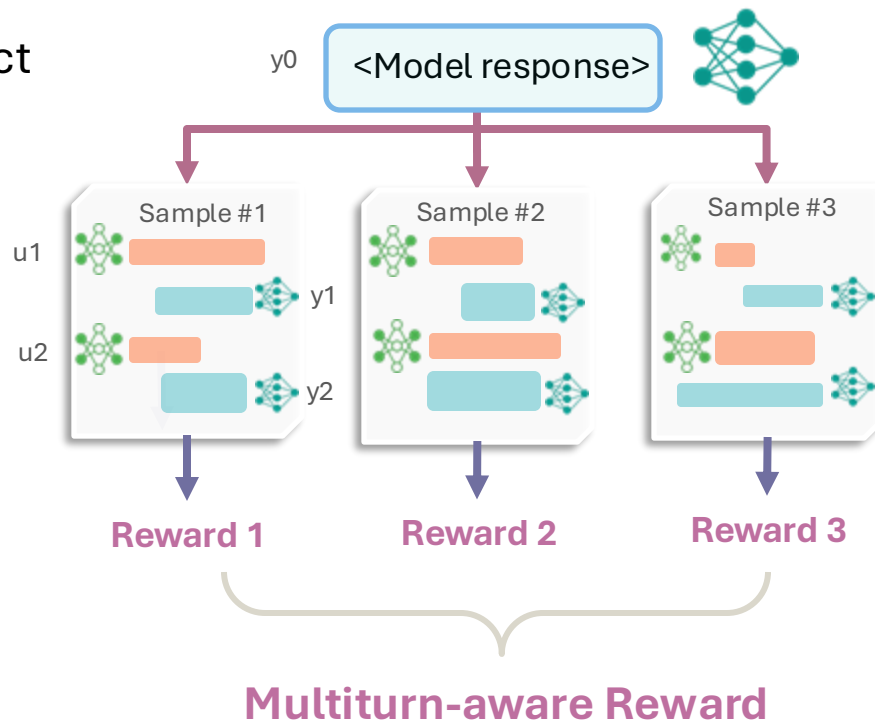 ct
y0
<Model response>
Sample #1
Sample #2
Sample #3
u1
y1
u2
y2
Reward 1
Reward 2
Reward 3
Multiturn-aware Reward